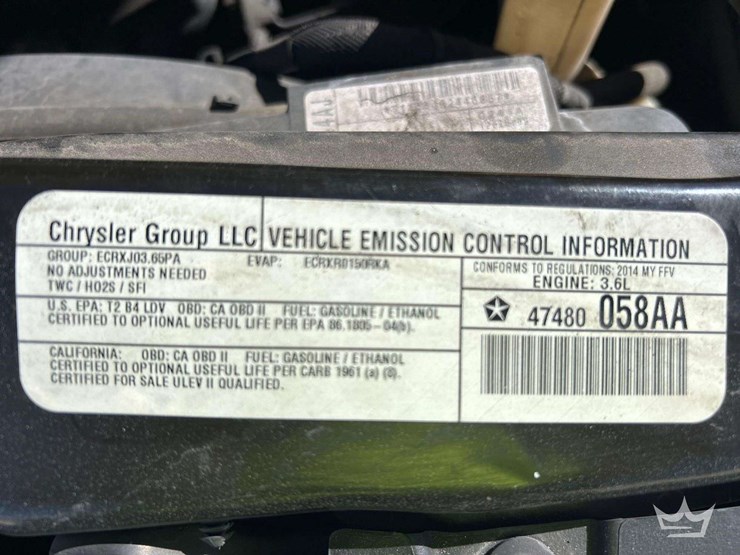 Chrysler Group LLC VEHICLE EMISSION CONTROL INFORMATION
GROUP: ECRXJ03.65PA EVAP: ECRXR0150RKA
NO ADJUSTMENTS NEEDED
TWC / HO2S / SFI
CONFORMS TO REGULATIONS: 2014 MY FFV
ENGINE: 3.6L
U.S. EPA: T2 B4 LDV OBD: CA OBD II FUEL: GASOLINE / ETHANOL
CERTIFIED TO OPTIONAL USEFUL LIFE PER EPA 86.1805-04(b).
47480 058AA
CALIFORNIA: OBD: CA OBD II FUEL: GASOLINE / ETHANOL
CERTIFIED TO OPTIONAL USEFUL LIFE PER CARB 1961 (a) (8).
CERTIFIED FOR SALE ULEV II QUALIFIED.